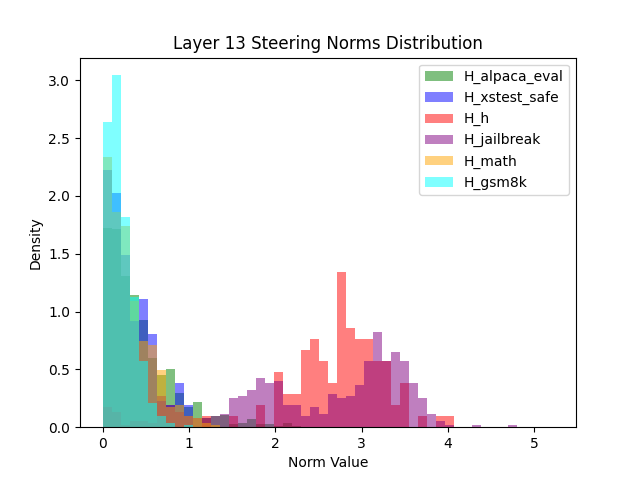 Layer 13 Steering Norms Distribution
H_alpaca_eval
H_xstest_safe
H_h
H_jailbreak
H_math
H_gsm8k
Density
3.0
2.5
2.0
1.5
1.0
0.5
0.0
0 1 2 3 4 5
Norm Value